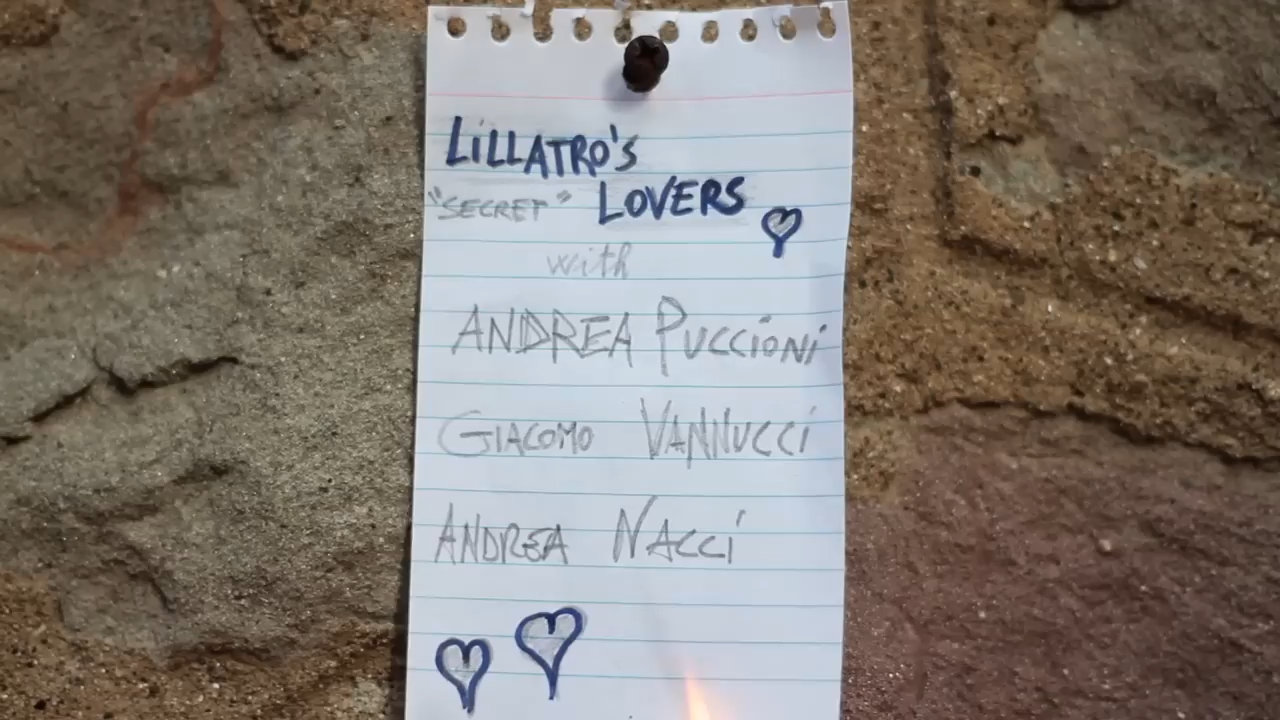 LiLLATRO's
"SECRET" LOVERS
with
ANDREA PUCCiONi
GIACOMO VANNUCCi
ANDREA NACCi